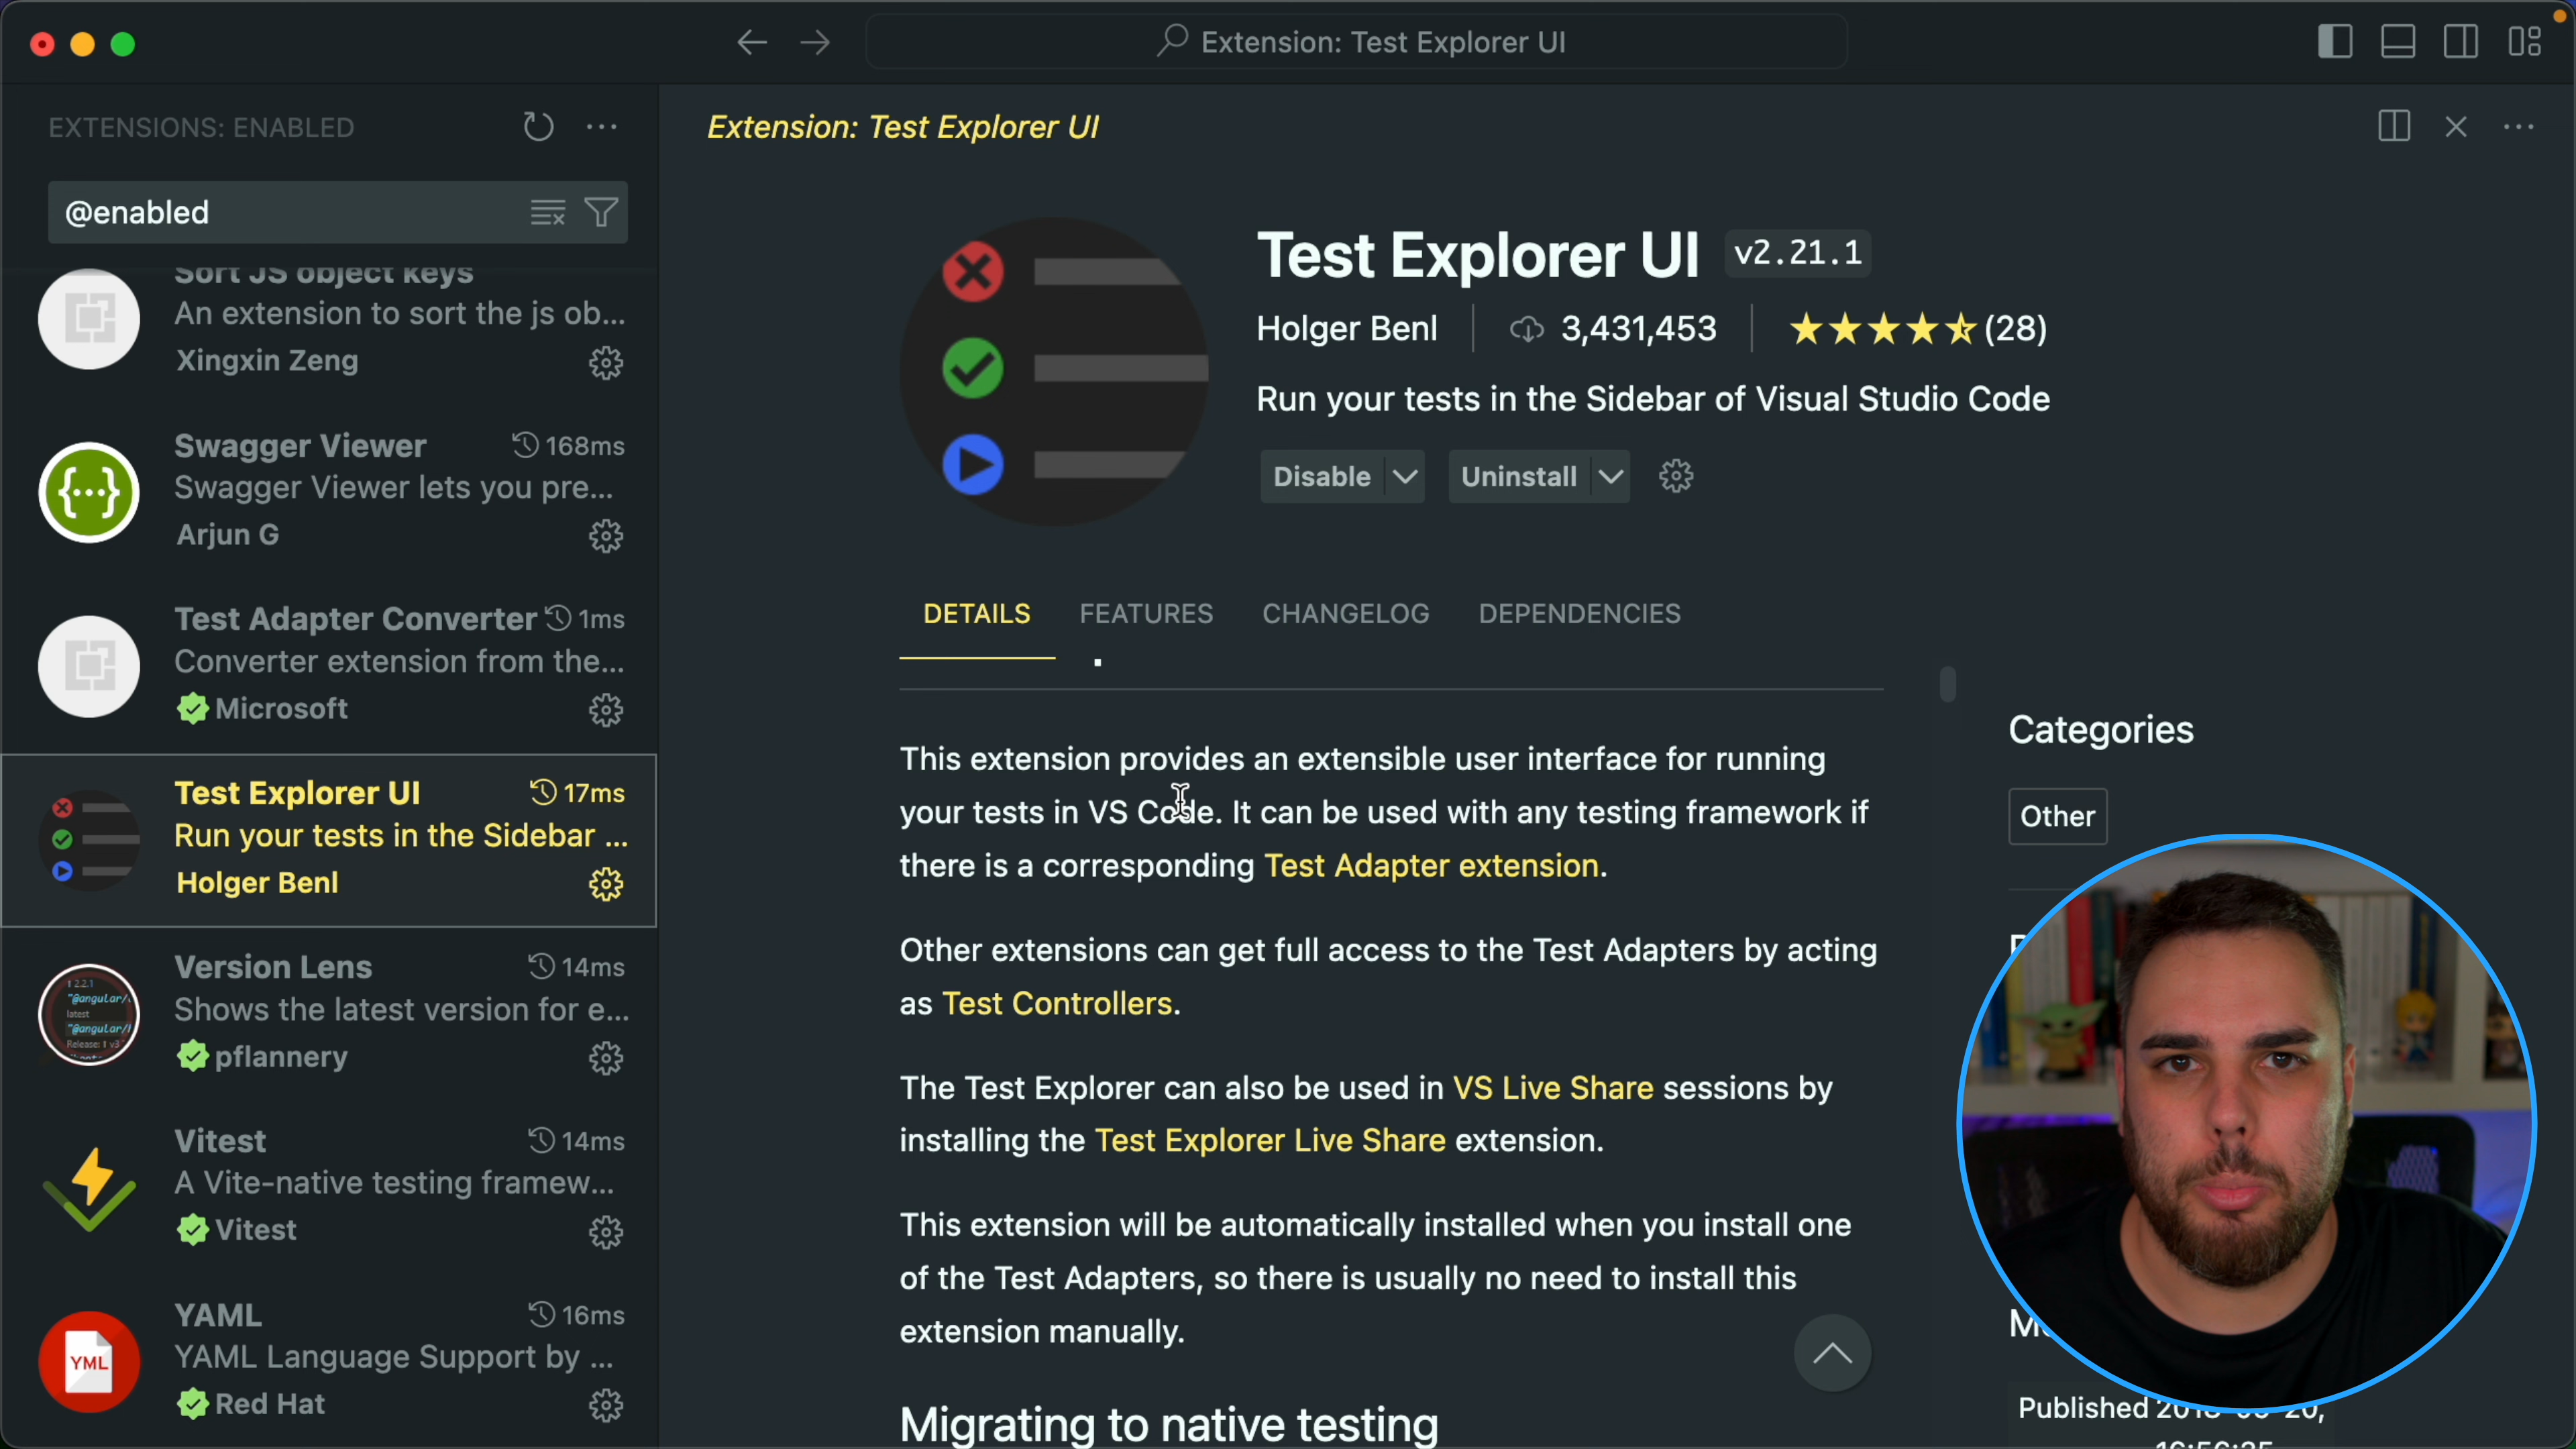 Extension: Test Explorer UI
EXTENSIONS: ENABLED
@enabled
Sort JS object keys
An extension to sort the js ob...
Xingxin Zeng
Swagger Viewer 168ms
Swagger Viewer lets you pre...
Arjun G
Test Adapter Converter 1ms
Converter extension from the...
Microsoft
Test Explorer UI 17ms
Run your tests in the Sidebar ...
Holger Benl
Version Lens 14ms
Shows the latest version for e...
pflannery
Vitest 14ms
A Vite-native testing framew...
Vitest
YML
YAML 16ms
YAML Language Support by ...
Red Hat
Extension: Test Explorer UI
Test Explorer UI v2.21.1
Holger Benl 3,431,453 (28)
Run your tests in the Sidebar of Visual Studio Code
Disable Uninstall
DETAILS FEATURES CHANGELOG DEPENDENCIES
This extension provides an extensible user interface for running
your tests in VS Code. It can be used with any testing framework if
there is a corresponding Test Adapter extension.
Other extensions can get full access to the Test Adapters by acting
as Test Controllers.
The Test Explorer can also be used in VS Live Share sessions by
installing the Test Explorer Live Share extension.
This extension will be automatically installed when you install one
of the Test Adapters, so there is usually no need to install this
extension manually.
Migrating to native testing
Categories
Other
Published